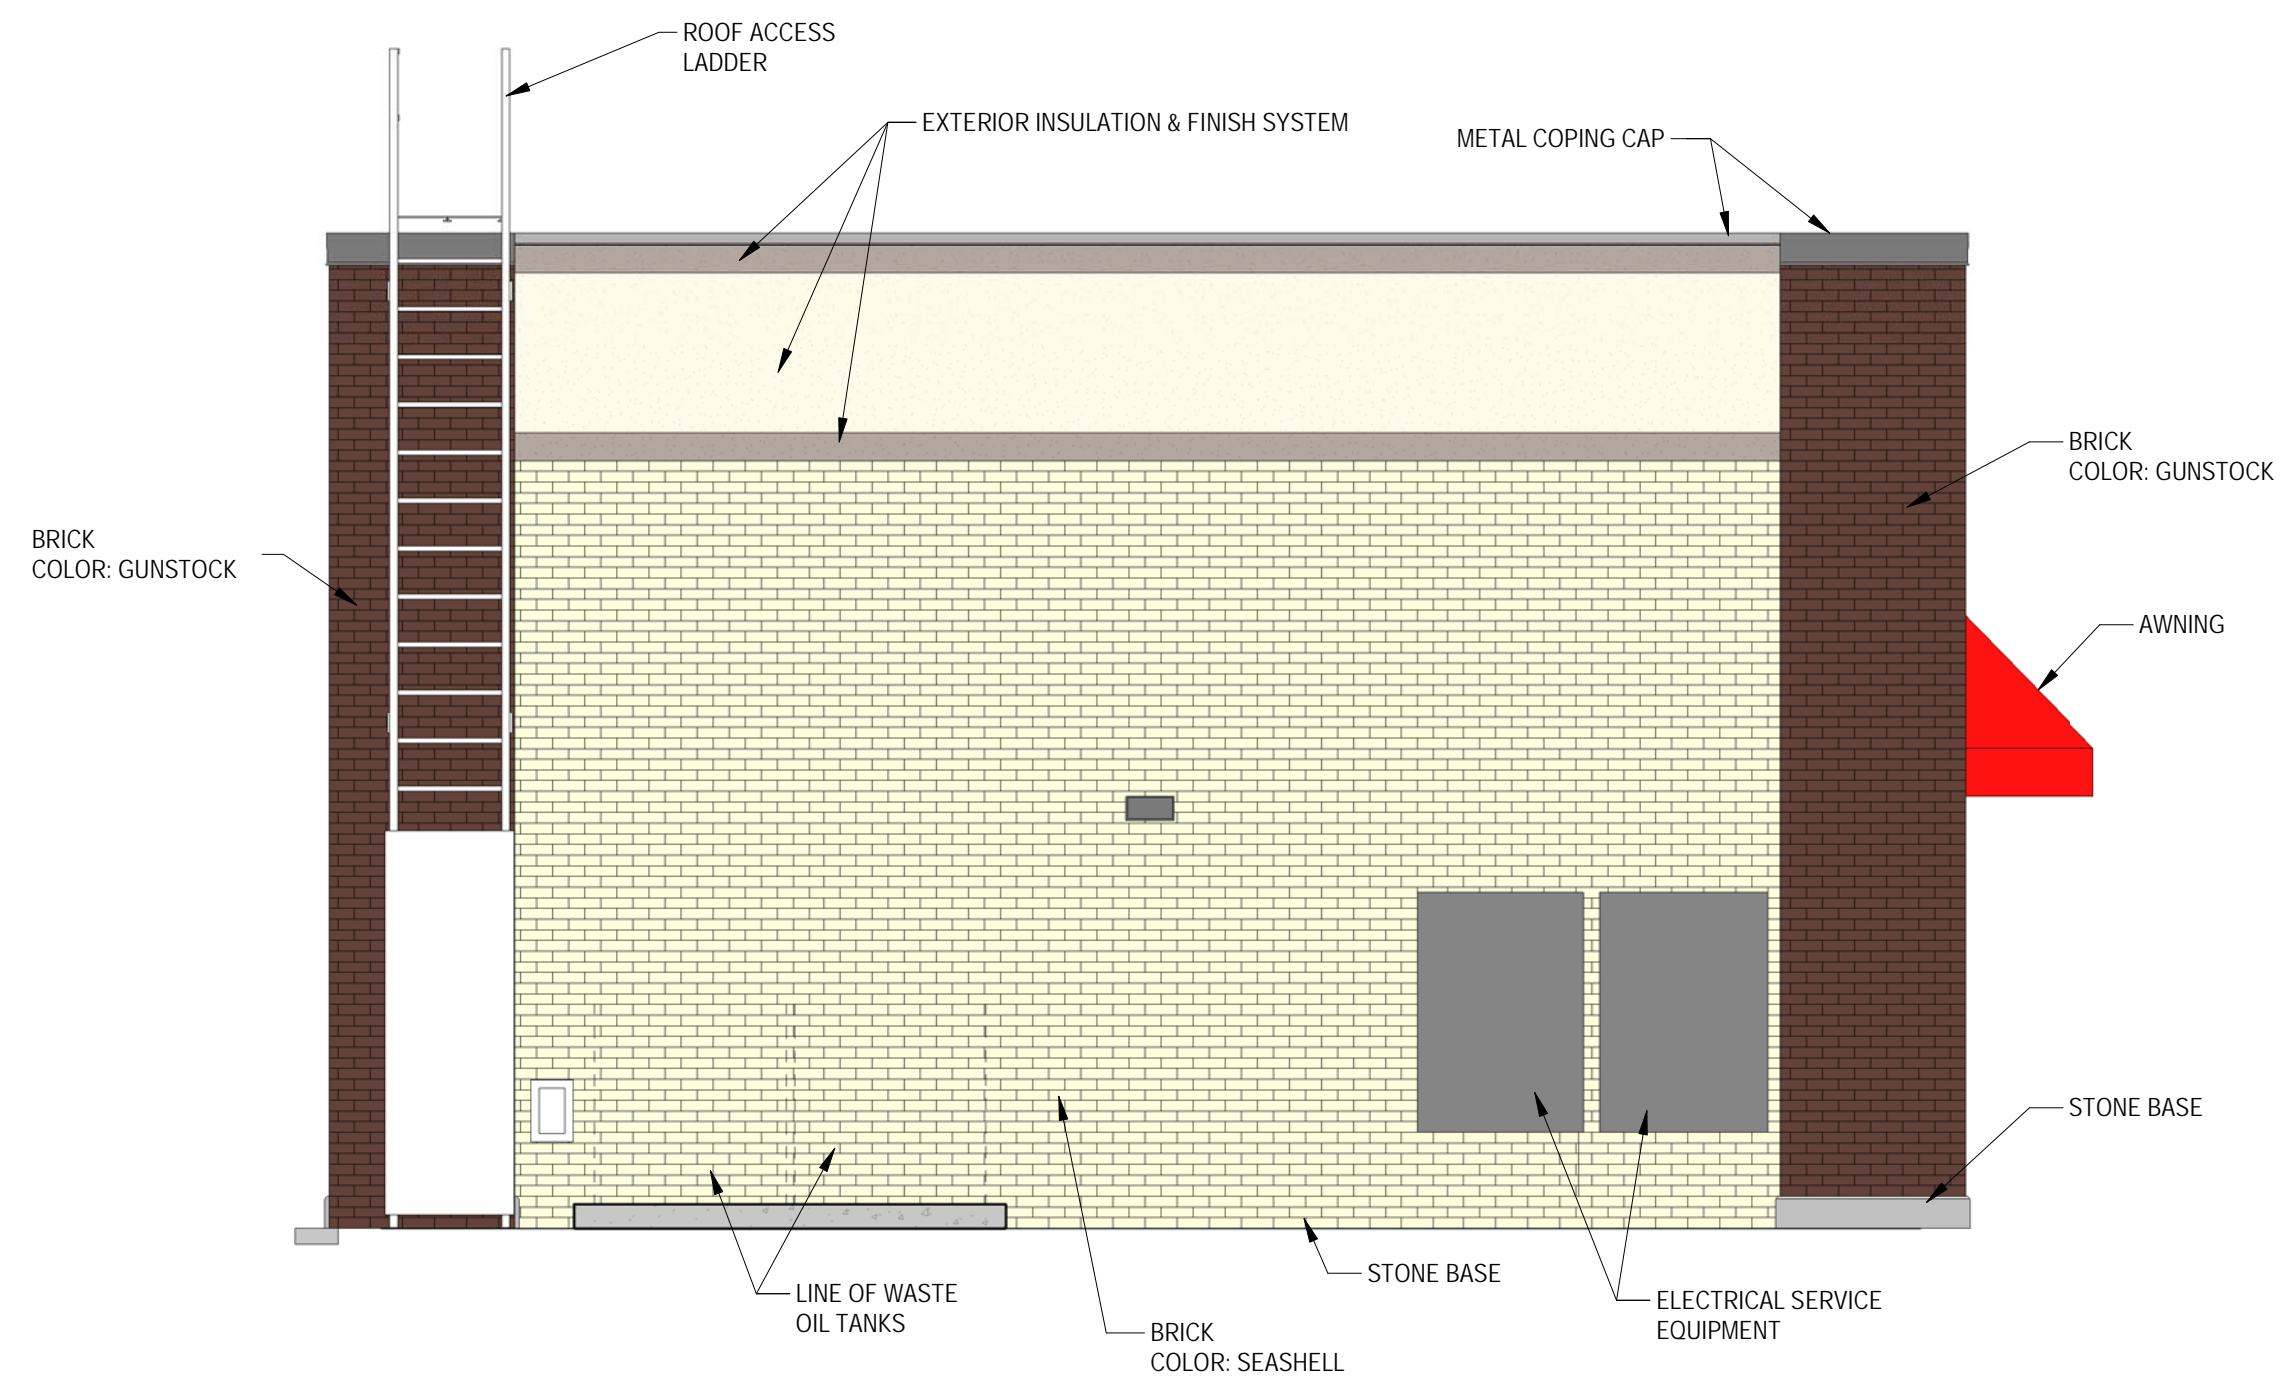 ROOF ACCESS
LADDER
EXTERIOR INSULATION & FINISH SYSTEM
METAL COPING CAP
BRICK
COLOR: GUNSTOCK
BRICK
COLOR: GUNSTOCK
AWNING
STONE BASE
STONE BASE
LINE OF WASTE
OIL TANKS
ELECTRICAL SERVICE
EQUIPMENT
BRICK
COLOR: SEASHELL